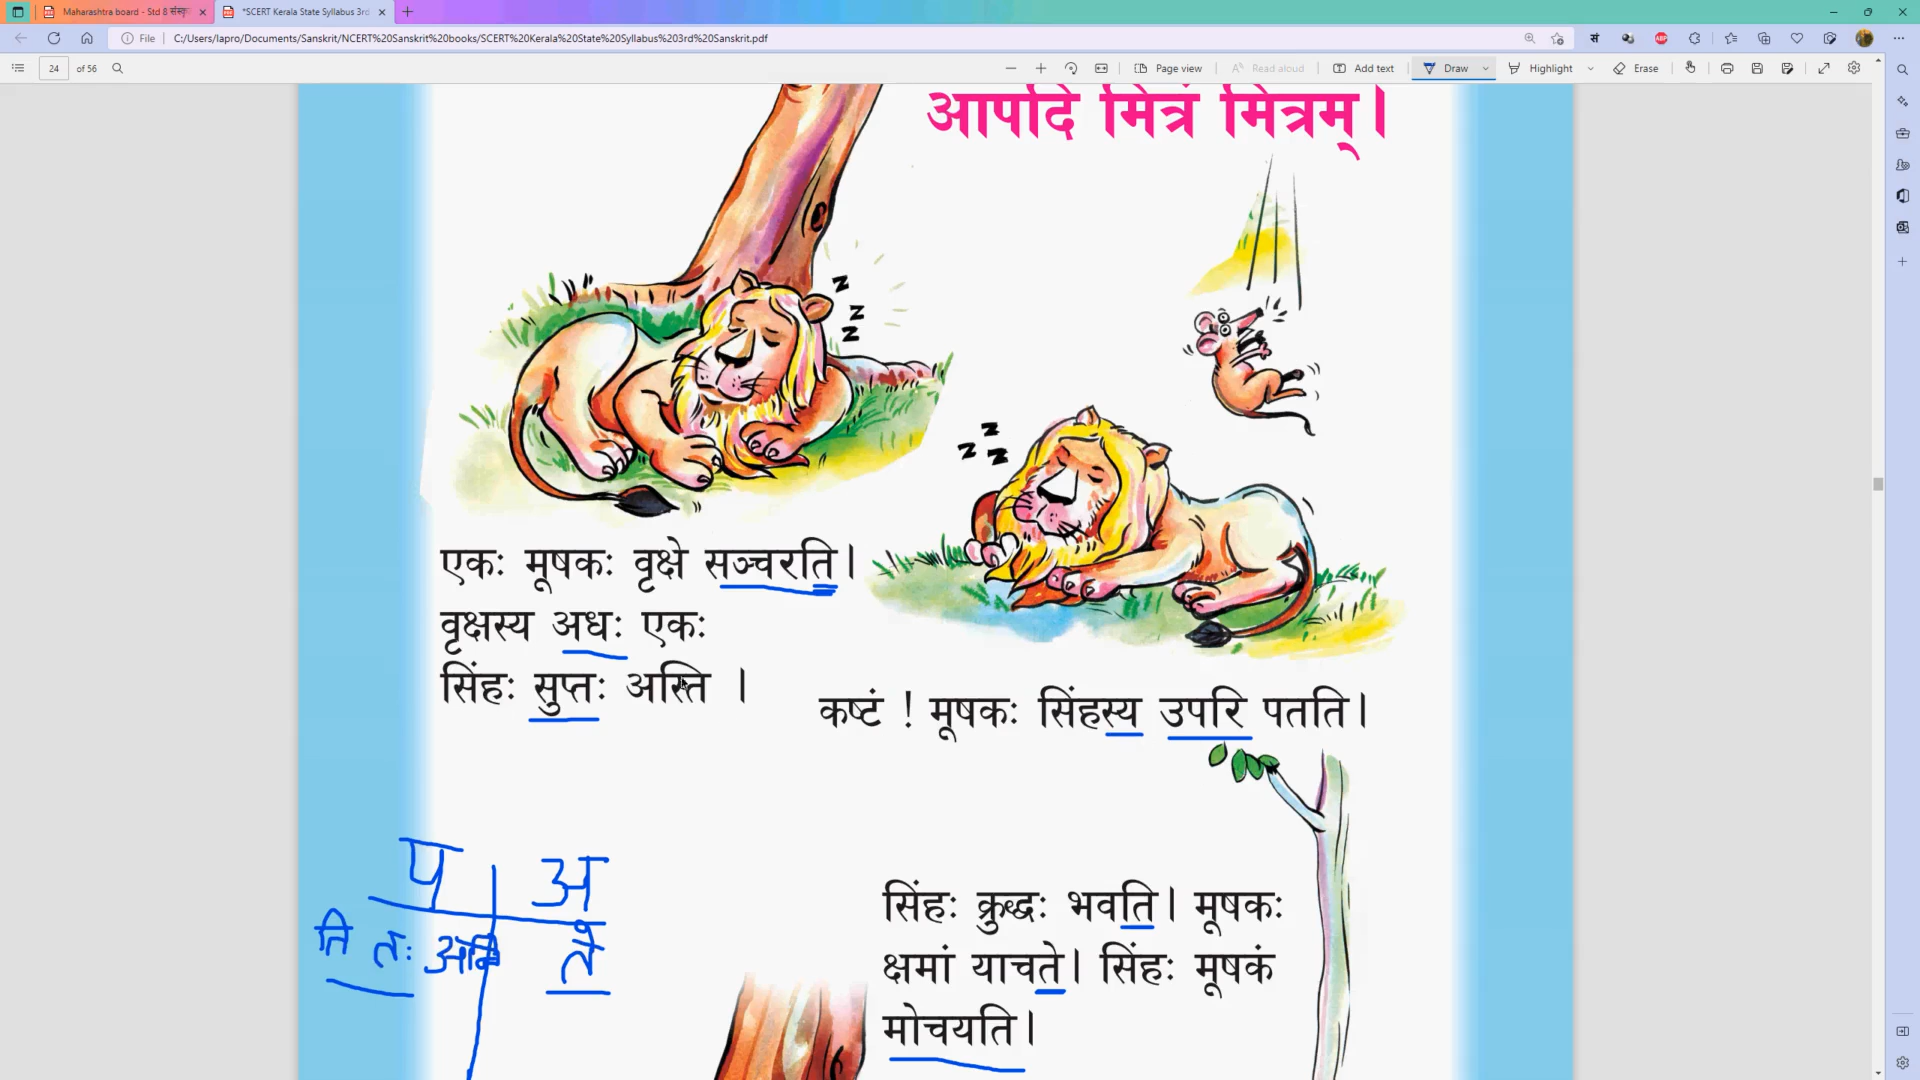 Maharashtra board - Std 8 संस्कृ
*SCERT Kerala State Syllabus 3rd
File
C:/Users/lapro/Documents/Sanskrit/NCERT%20Sanskrit%20books/SCERT%20Kerala%20State%20Syllabus%203rd%20Sanskrit.pdf
सं
ABP
24 of 56
Page view
Read aloud
Add text
Draw
Highlight
Erase
आपदि मित्रं मित्रम्।
z
z
z
z
z
z
एकः मूषकः वृक्षे सञ्चरति।
वृक्षस्य अधः एकः
सिंहः सुप्तः अस्ति ।
कष्टं ! मूषकः सिंहस्य उपरि पतति।
प अ
ति तः ते
सिंहः क्रुद्धः भवति। मूषकः
क्षमां याचते। सिंहः मूषकं
मोचयति।